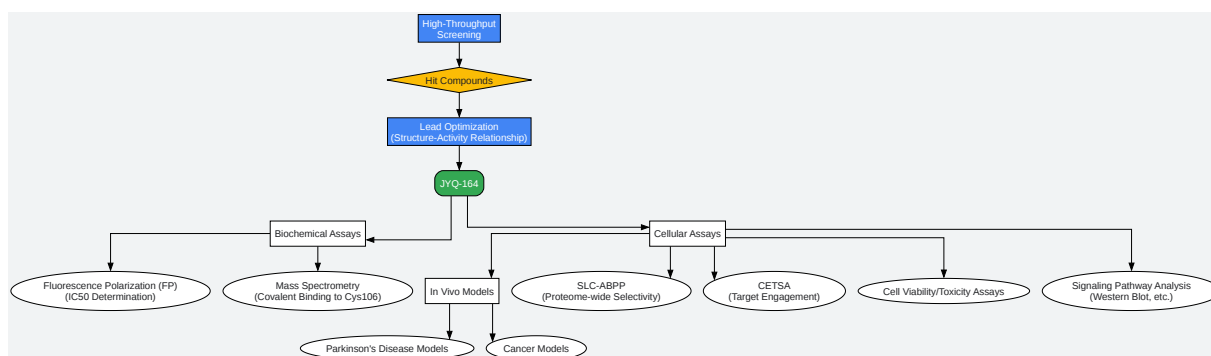 High-Throughput
Screening
Hit Compounds
Lead Optimization
(Structure-Activity Relationship)
JYQ-164
Biochemical Assays
Cellular Assays
Fluorescence Polarization (FP)
(IC50 Determination)
Mass Spectrometry
(Covalent Binding to Cys106)
In Vivo Models
SLC-ABPP
(Proteome-wide Selectivity)
CETSA
(Target Engagement)
Cell Viability/Toxicity Assays
Signaling Pathway Analysis
(Western Blot, etc.)
Parkinson's Disease Models
Cancer Models